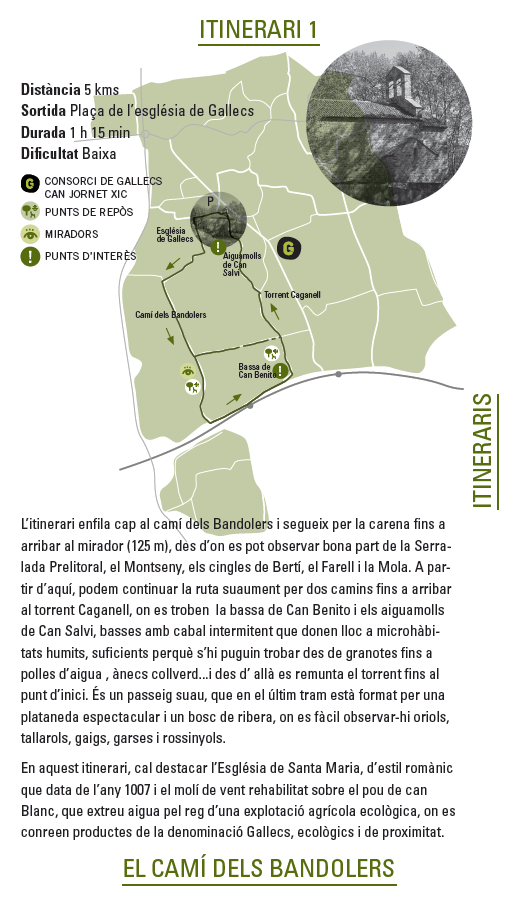 ITINERARI 1
Distància 5 kms
Sortida Plaça de l'església de Gallecs
Durada 1 h 15 min
Dificultat Baixa
G CONSORCI DE GALLECS
CAN JORNET XIC
PUNTS DE REPÒS
MIRADORS
! PUNTS D'INTERÈS
P
Església
de Gallecs
!
Aiguamolls
de Can
Salvi
G
Torrent Caganell
Camí dels Bandolers
Bassa de
Can Benito
!
ITINERARIS
L'itinerari enfila cap al camí dels Bandolers i segueix per la carena fins a
arribar al mirador (125 m), des d'on es pot observar bona part de la Serra-
lada Prelitoral, el Montseny, els cingles de Bertí, el Farell i la Mola. A par-
tir d'aquí, podem continuar la ruta suaument per dos camins fins a arribar
al torrent Caganell, on es troben la bassa de Can Benito i els aiguamolls
de Can Salvi, basses amb cabal intermitent que donen lloc a microhàbi-
tats humits, suficients perquè s'hi puguin trobar des de granotes fins a
polles d'aigua , ànecs collverd...i des d' allà es remunta el torrent fins al
punt d'inici. És un passeig suau, que en el últim tram està format per una
plataneda espectacular i un bosc de ribera, on es fàcil observar-hi oriols,
tallarols, gaigs, garses i rossinyols.
En aquest itinerari, cal destacar l'Església de Santa Maria, d'estil romànic
que data de l'any 1007 i el molí de vent rehabilitat sobre el pou de can
Blanc, que extreu aigua pel reg d'una explotació agrícola ecològica, on es
conreen productes de la denominació Gallecs, ecològics i de proximitat.
EL CAMÍ DELS BANDOLERS